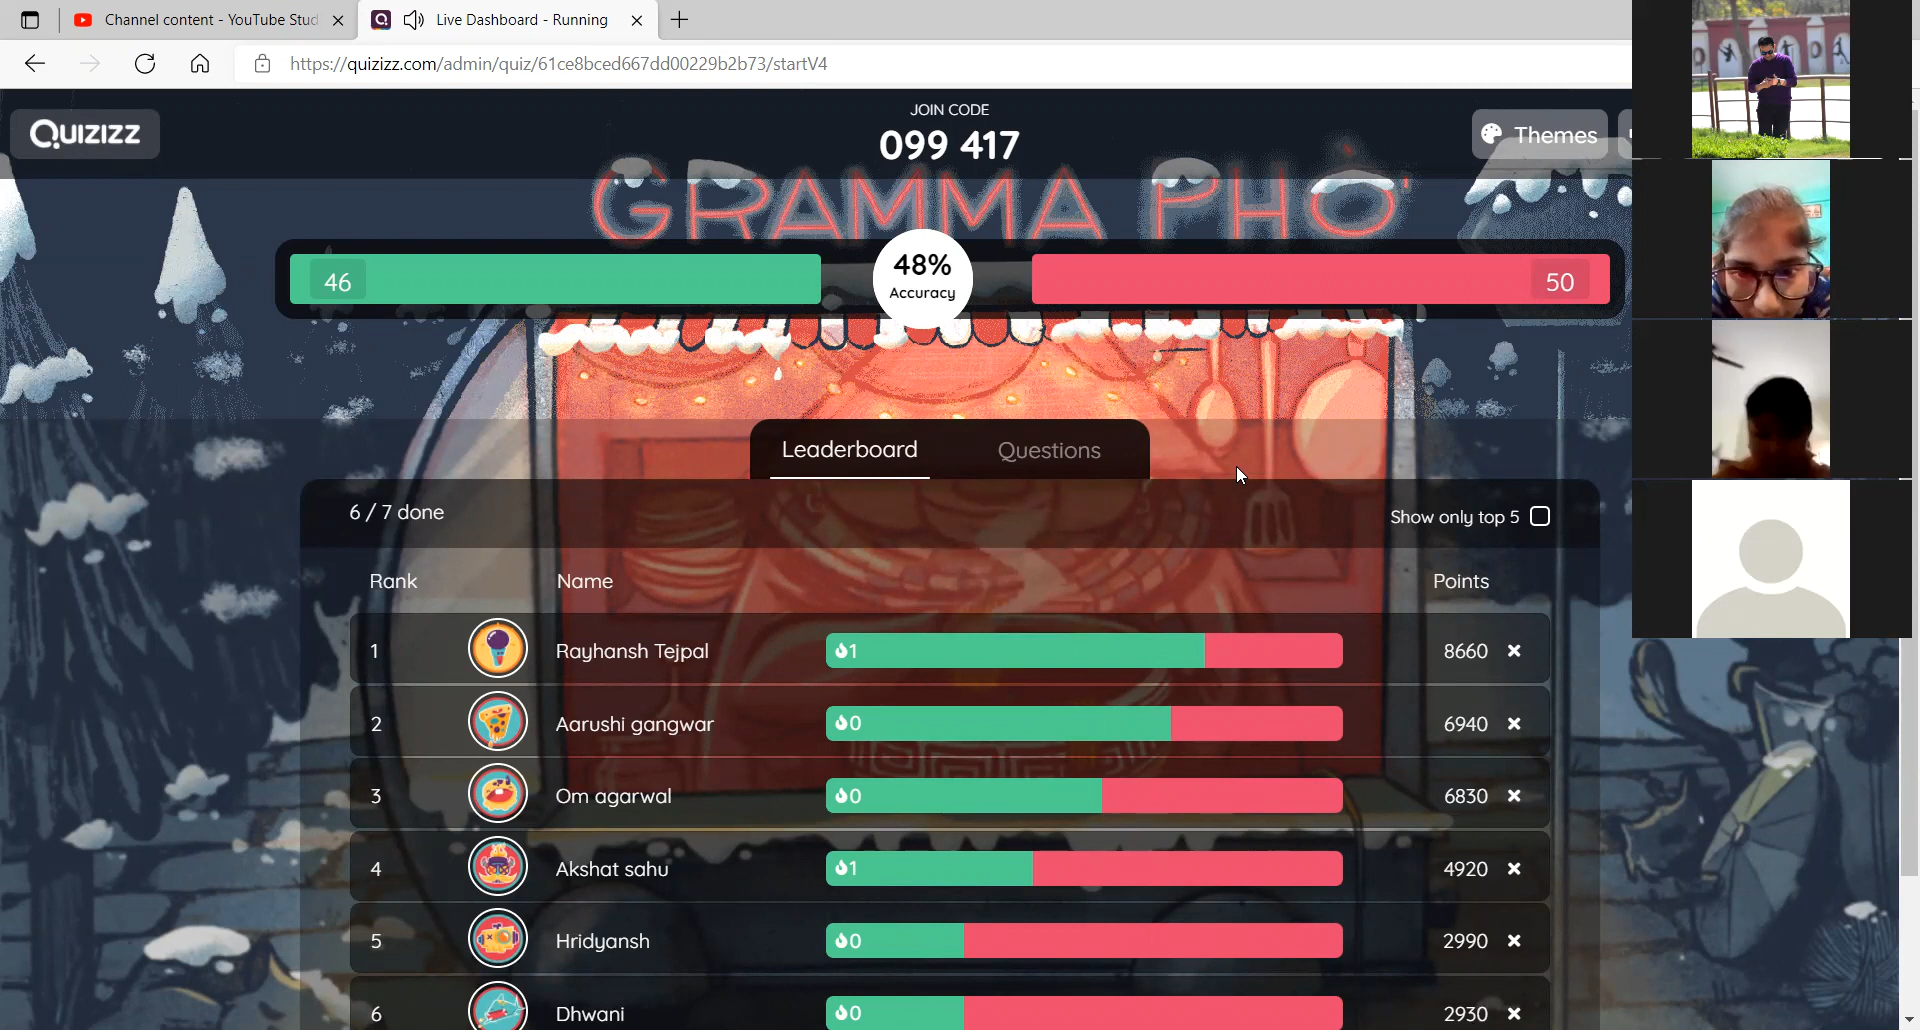 Channel content - YouTube Stud
Live Dashboard - Running
https://quizizz.com/admin/quiz/61ce8bced667dd00229b2b73/startV4
Quizizz
JOIN CODE
099 417
Themes
GRAMMA PHO'
46
48%
Accuracy
50
Leaderboard
Questions
6 / 7 done
Show only top 5
Rank Name Points
1 Rayhansh Tejpal 1 8660
2 Aarushi gangwar 0 6940
3 Om agarwal 0 6830
4 Akshat sahu 1 4920
5 Hridyansh 0 2990
6 Dhwani 0 2930